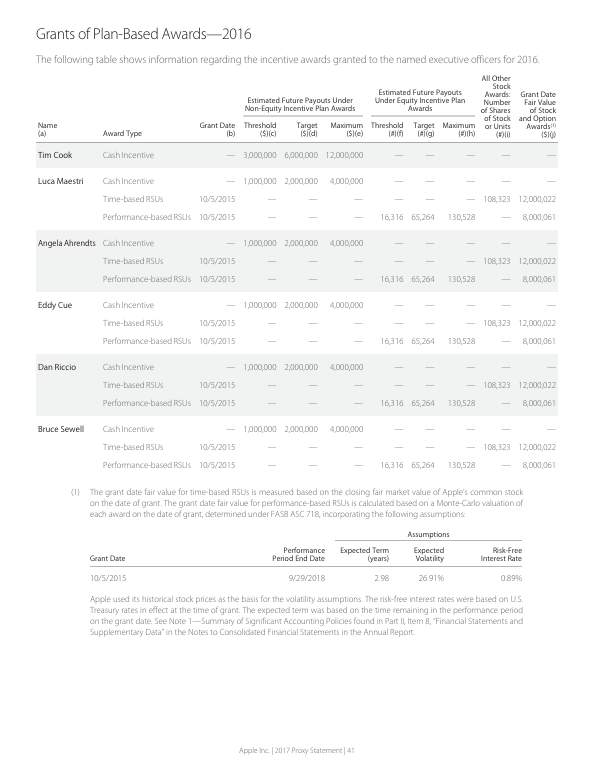 Grants of Plan-Based Awards—2016
The following table shows information regarding the incentive awards granted to the named executive officers for 2016.
Name
(a)
Award Type
Grant Date
(b)
Estimated Future Payouts Under
Non-Equity Incentive Plan Awards
Threshold
($)(c)
Target
($)(d)
Maximum
($)(e)
Estimated Future Payouts
Under Equity Incentive Plan
Awards
Threshold
(#)(f)
Target
(#)(g)
Maximum
(#)(h)
All Other
Stock
Awards:
Number
of Shares
of Stock
or Units
(#)(i)
Grant Date
Fair Value
of Stock
and Option
Awards(1)
($)(j)
Tim Cook Cash Incentive — 3,000,000 6,000,000 12,000,000 — — — — —
Luca Maestri Cash Incentive — 1,000,000 2,000,000 4,000,000 — — — — —
Time-based RSUs 10/5/2015 — — — — — — 108,323 12,000,022
Performance-based RSUs 10/5/2015 — — — 16,316 65,264 130,528 — 8,000,061
Angela Ahrendts Cash Incentive — 1,000,000 2,000,000 4,000,000 — — — — —
Time-based RSUs 10/5/2015 — — — — — — 108,323 12,000,022
Performance-based RSUs 10/5/2015 — — — 16,316 65,264 130,528 — 8,000,061
Eddy Cue Cash Incentive — 1,000,000 2,000,000 4,000,000 — — — — —
Time-based RSUs 10/5/2015 — — — — — — 108,323 12,000,022
Performance-based RSUs 10/5/2015 — — — 16,316 65,264 130,528 — 8,000,061
Dan Riccio Cash Incentive — 1,000,000 2,000,000 4,000,000 — — — — —
Time-based RSUs 10/5/2015 — — — — — — 108,323 12,000,022
Performance-based RSUs 10/5/2015 — — — 16,316 65,264 130,528 — 8,000,061
Bruce Sewell Cash Incentive — 1,000,000 2,000,000 4,000,000 — — — — —
Time-based RSUs 10/5/2015 — — — — — — 108,323 12,000,022
Performance-based RSUs 10/5/2015 — — — 16,316 65,264 130,528 — 8,000,061
(1) The grant date fair value for time-based RSUs is measured based on the closing fair market value of Apple's common stock
on the date of grant. The grant date fair value for performance-based RSUs is calculated based on a Monte-Carlo valuation of
each award on the date of grant, determined under FASB ASC 718, incorporating the following assumptions:
Assumptions
Grant Date
Performance
Period End Date
Expected Term
(years)
Expected
Volatility
Risk-Free
Interest Rate
10/5/2015 9/29/2018 2.98 26.91% 0.89%
Apple used its historical stock prices as the basis for the volatility assumptions. The risk-free interest rates were based on U.S.
Treasury rates in effect at the time of grant. The expected term was based on the time remaining in the performance period
on the grant date. See Note 1—Summary of Significant Accounting Policies found in Part II, Item 8, "Financial Statements and
Supplementary Data" in the Notes to Consolidated Financial Statements in the Annual Report.
Apple Inc. | 2017 Proxy Statement | 41